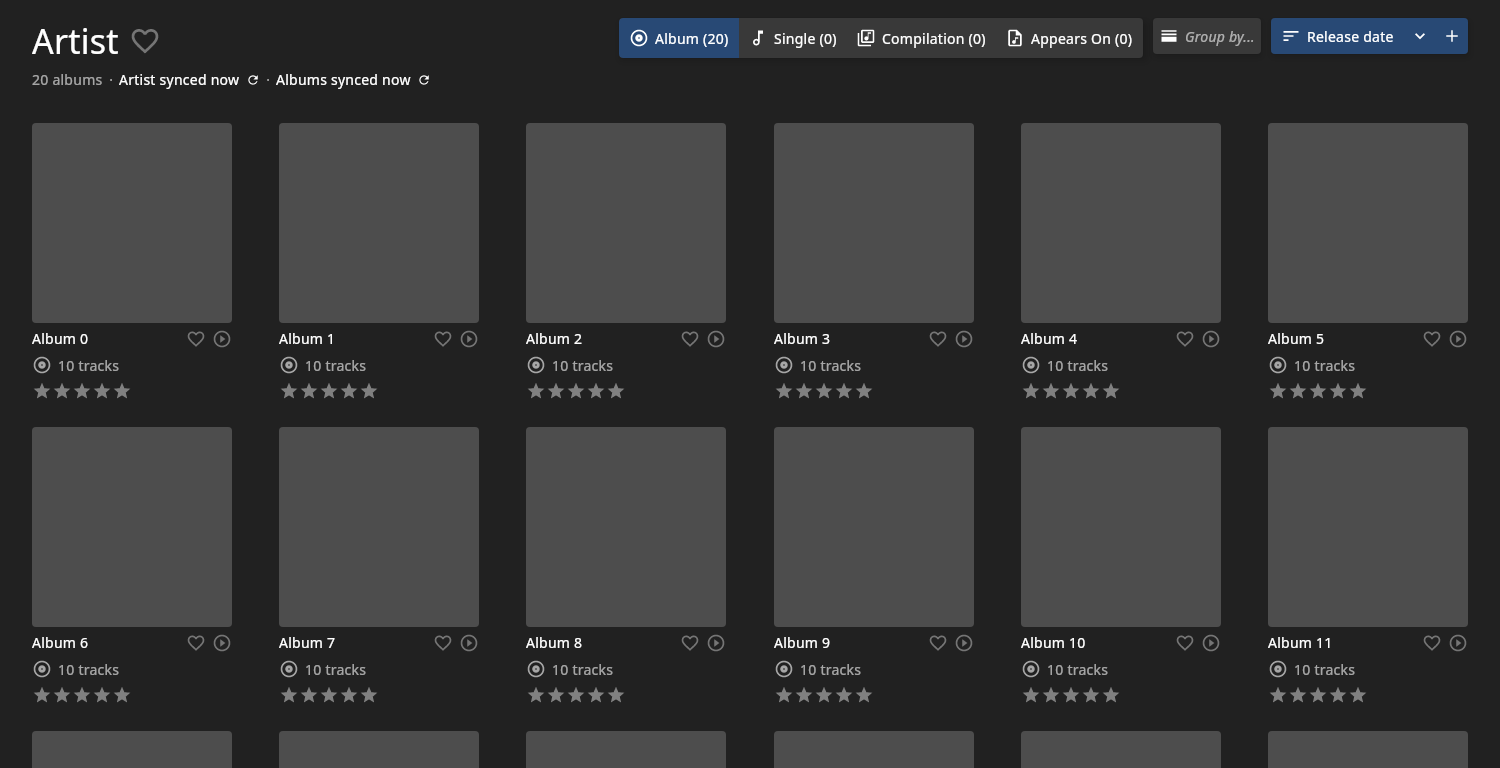 Artist
Album (20) Single (0) Compilation (0) Appears On (0) Group by... Release date
20 albums · Artist synced now · Albums synced now
Album 0 Album 1 Album 2 Album 3 Album 4 Album 5
10 tracks 10 tracks 10 tracks 10 tracks 10 tracks 10 tracks
Album 6 Album 7 Album 8 Album 9 Album 10 Album 11
10 tracks 10 tracks 10 tracks 10 tracks 10 tracks 10 tracks